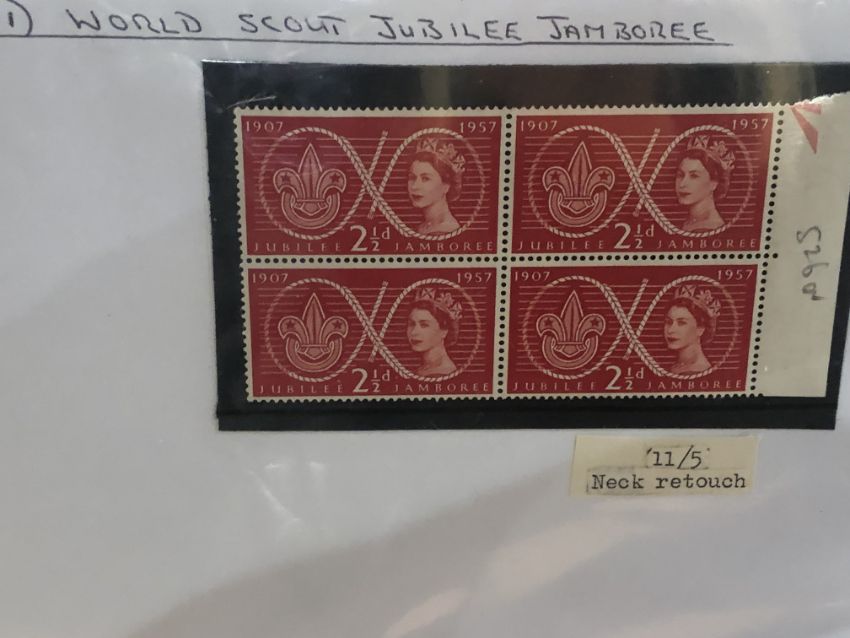 1) WORLD SCOUT JUBILEE JAMBOREE
1907 1957
2½d
JUBILEE JAMBOREE
1907 1957
2½d
JUBILEE JAMBOREE
1907 1957
2½d
JUBILEE JAMBOREE
1907 1957
2½d
JUBILEE JAMBOREE
(11/5)
Neck retouch